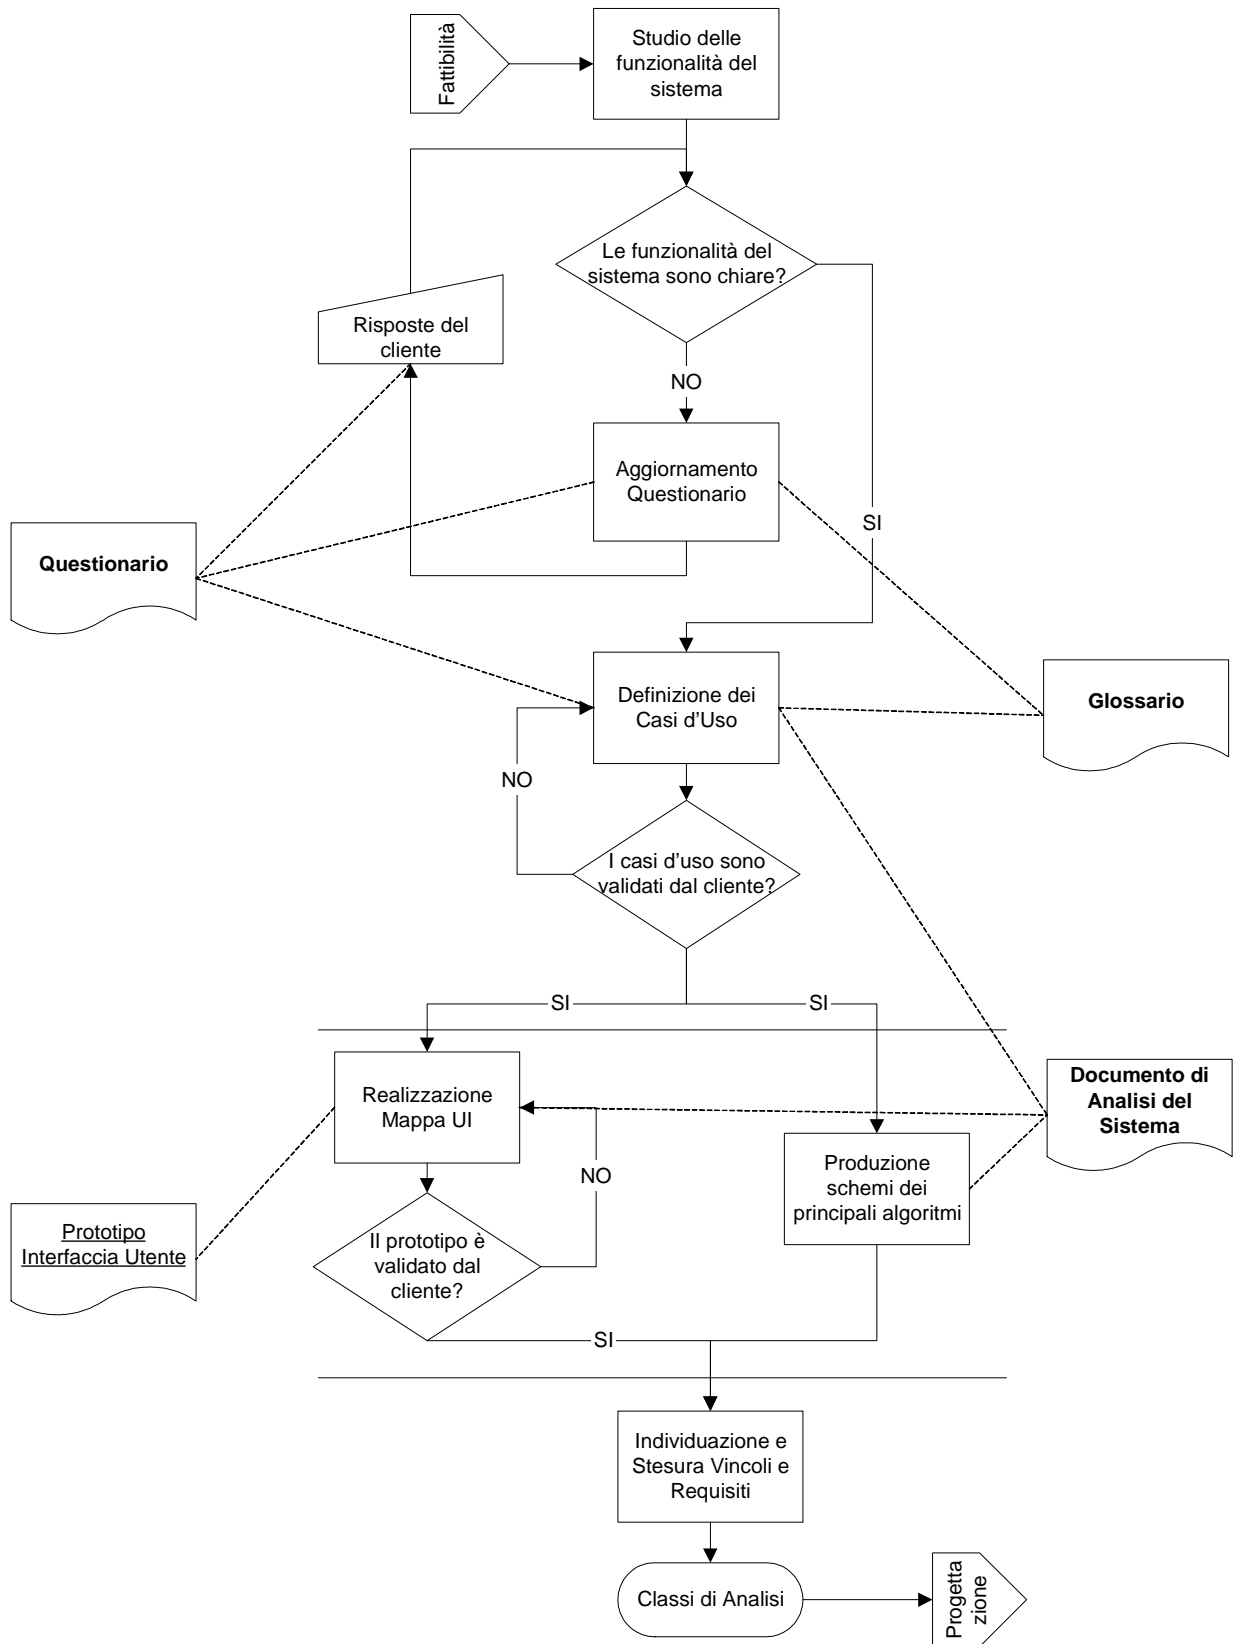 Fattibilità
Studio delle
funzionalità del
sistema
Le funzionalità del
sistema sono chiare?
Risposte del
cliente
NO
Aggiornamento
Questionario
SI
Questionario
Definizione dei
Casi d'Uso
Glossario
NO
I casi d'uso sono
validati dal cliente?
SI
SI
Realizzazione
Mappa UI
Documento di
Analisi del
Sistema
NO
Produzione
schemi dei
principali algoritmi
Prototipo
Interfaccia Utente
Il prototipo è
validato dal
cliente?
SI
Individuazione e
Stesura Vincoli e
Requisiti
Classi di Analisi
Progetta
zione